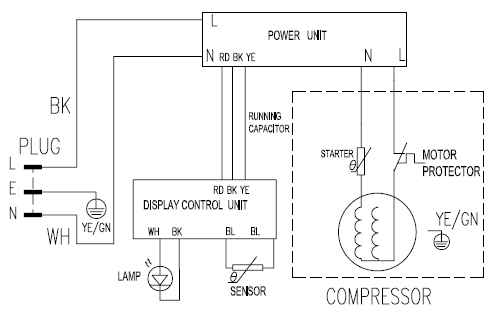 L
POWER UNIT
N RD BK YE N L
BK
RUNNING
CAPACITOR
PLUG
L
STARTER θ MOTOR
PROTECTOR
RD BK YE
E
DISPLAY CONTROL UNIT
N
YE/GN
YE/GN
WH
WH BK BL BL
LAMP
θ
SENSOR
COMPRESSOR